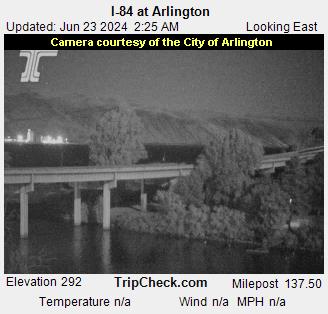 I-84 at Arlington
Updated: Jun 23 2024 2:25 AM Looking East
Camera courtesy of the City of Arlington
Elevation 292 TripCheck.com Milepost 137.50
Temperature n/a Wind n/a MPH n/a